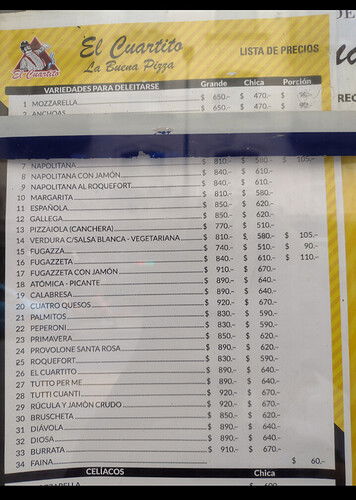 El Cuartito
El Cuartito
La Buena Pizza
LISTA DE PRECIOS
VARIEDADES PARA DELEITARSE Grande Chica Porción
1 MOZZARELLA $ 650.- $ 470.- $
2 ANCHOAS $ 650.- $ 470.- $
7 NAPOLITANA $ 810.- $ 580.- $ 105.-
8 NAPOLITANA CON JAMÓN $ 840.- $ 610.-
9 NAPOLITANA AL ROQUEFORT $ 840.- $ 610.-
10 MARGARITA $ 810.- $ 580.-
11 ESPAÑOLA $ 850.- $ 620.-
12 GALLEGA $ 850.- $ 620.-
13 PIZZAIOLA (CANCHERA) $ 770.- $ 510.-
14 VERDURA C/SALSA BLANCA - VEGETARIANA $ 810.- $ 580.- $ 105.-
15 FUGAZZA $ 740.- $ 510.- $ 90.-
16 FUGAZZETA $ 840.- $ 610.- $ 110.-
17 FUGAZZETA CON JAMÓN $ 910.- $ 670.-
18 ATÓMICA - PICANTE $ 890.- $ 640.-
19 CALABRESA $ 890.- $ 640.-
20 CUATRO QUESOS $ 920.- $ 670.-
21 PALMITOS $ 830.- $ 590.-
22 PEPERONI $ 830.- $ 590.-
23 PRIMAVERA $ 850.- $ 620.-
24 PROVOLONE SANTA ROSA $ 890.- $ 620.-
25 ROQUEFORT $ 830.- $ 590.-
26 EL CUARTITO $ 890.- $ 640.-
27 TUTTO PER ME $ 890.- $ 640.-
28 TUTTI CUANTI $ 920.- $ 670.-
29 RÚCULA Y JAMÓN CRUDO $ 920.- $ 670.-
30 BRUSCHETA $ 850.- $ 620.-
31 DIÁVOLA $ 890.- $ 640.-
32 DIOSA $ 890.- $ 640.-
33 BURRATA $ 910.- $ 670.-
34 FAINA $ 60.-
CELÍACOS Chica